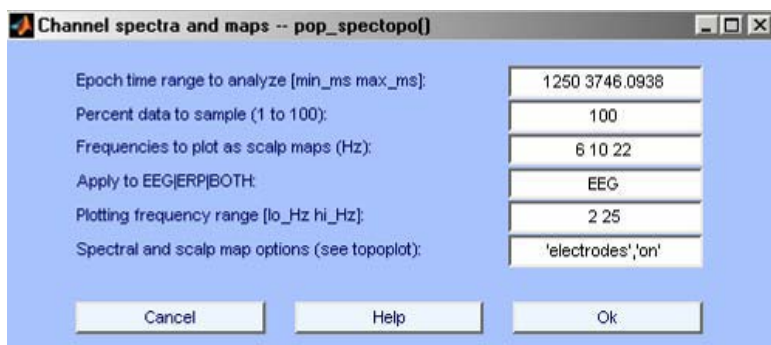 Channel spectra and maps -- pop_spectopo()
Epoch time range to analyze [min_ms max_ms]: 1250 3746.0938
Percent data to sample (1 to 100): 100
Frequencies to plot as scalp maps (Hz): 6 10 22
Apply to EEG|ERP|BOTH: EEG
Plotting frequency range [lo_Hz hi_Hz]: 2 25
Spectral and scalp map options (see topoplot): 'electrodes','on'
Cancel Help Ok